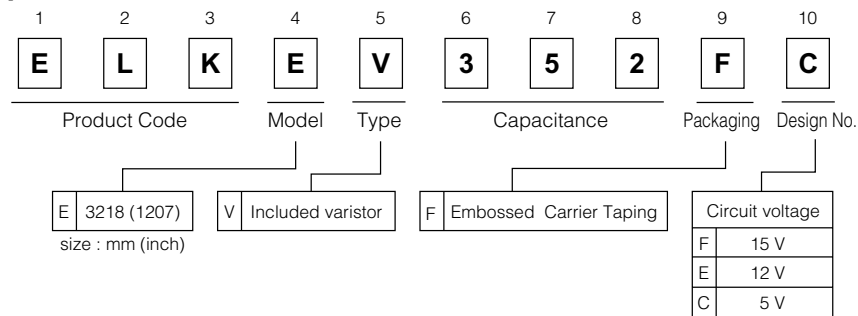 1 2 3 4 5 6 7 8 9 10
E L K E V 3 5 2 F C
Product Code Model Type Capacitance Packaging Design No.
E 3218 (1207) V Included varistor F Embossed Carrier Taping Circuit voltage
size : mm (inch)
F 15 V
E 12 V
C 5 V